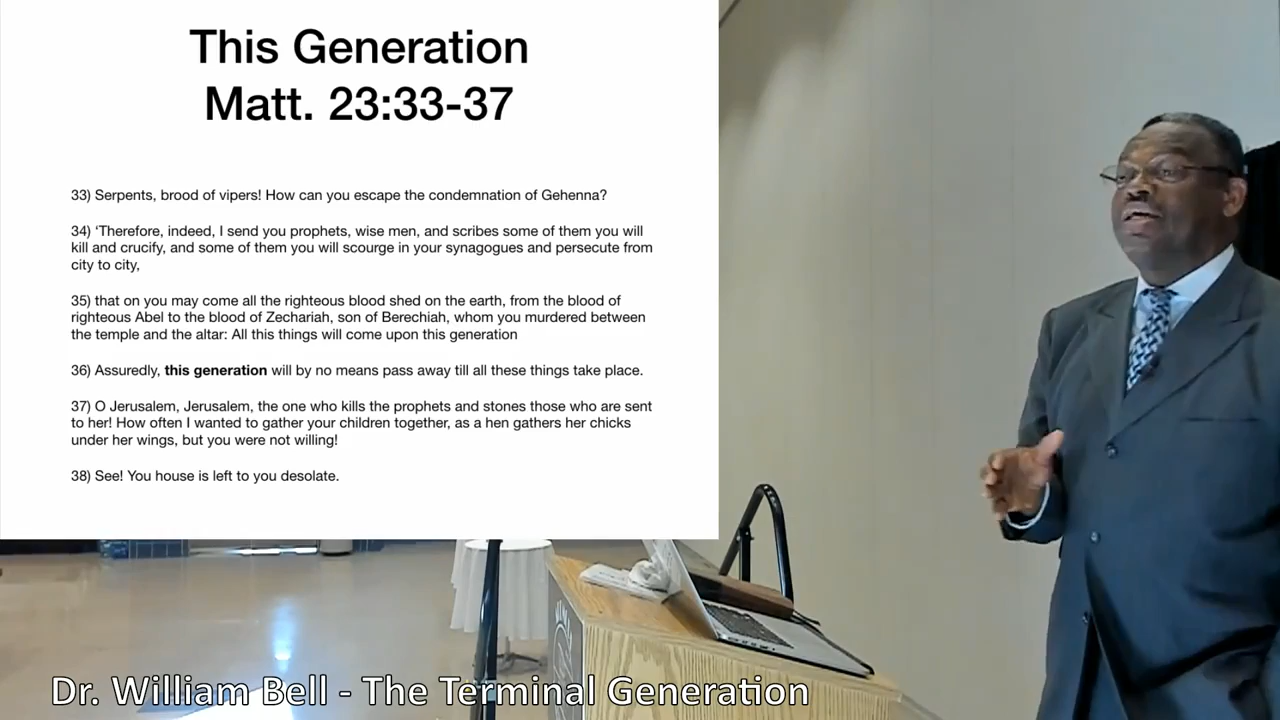 This Generation
Matt. 23:33-37
33) Serpents, brood of vipers! How can you escape the condemnation of Gehenna?
34) ‘Therefore, indeed, I send you prophets, wise men, and scribes some of them you will
kill and crucify, and some of them you will scourge in your synagogues and persecute from
city to city,
35) that on you may come all the righteous blood shed on the earth, from the blood of
righteous Abel to the blood of Zechariah, son of Berechiah, whom you murdered between
the temple and the altar: All this things will come upon this generation
36) Assuredly, this generation will by no means pass away till all these things take place.
37) O Jerusalem, Jerusalem, the one who kills the prophets and stones those who are sent
to her! How often I wanted to gather your children together, as a hen gathers her chicks
under her wings, but you were not willing!
38) See! You house is left to you desolate.
Dr. William Bell - The Terminal Generation